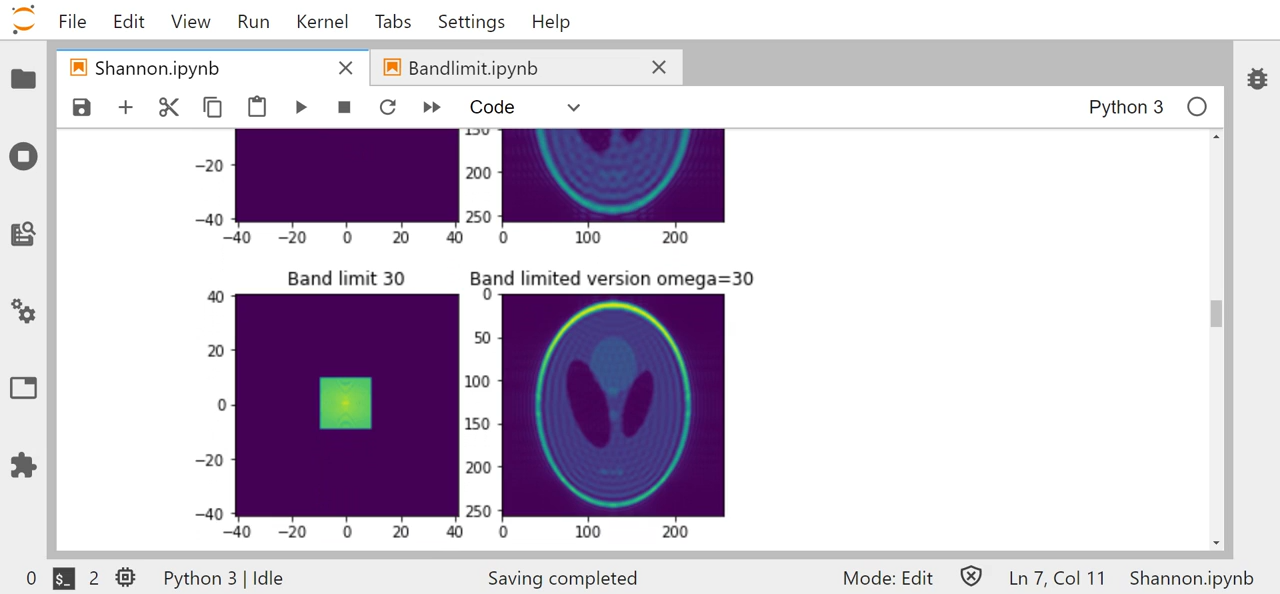 File Edit View Run Kernel Tabs Settings Help
Shannon.ipynb Bandlimit.ipynb
Code Python 3
−20 150
−40 200
250
−40 −20 0 20 40 0 100 200
Band limit 30 Band limited version omega=30
40 0
20 50
0 100
−20 150
−40 200
250
−40 −20 0 20 40 0 100 200
0 $_ 2 Python 3 | Idle Saving completed Mode: Edit Ln 7, Col 11 Shannon.ipynb